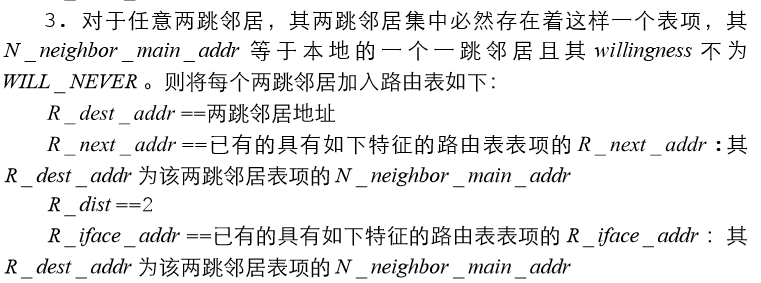 3．对于任意两跳邻居，其两跳邻居集中必然存在着这样一个表项，其
N_neighbor_main_addr 等于本地的一个一跳邻居且其 willingness 不为
WILL_NEVER。则将每个两跳邻居加入路由表如下：
R_dest_addr ==两跳邻居地址
R_next_addr ==已有的具有如下特征的路由表表项的 R_next_addr：其
R_dest_addr 为该两跳邻居表项的 N_neighbor_main_addr
R_dist==2
R_iface_addr ==已有的具有如下特征的路由表表项的 R_iface_addr：其
R_dest_addr 为该两跳邻居表项的 N_neighbor_main_addr